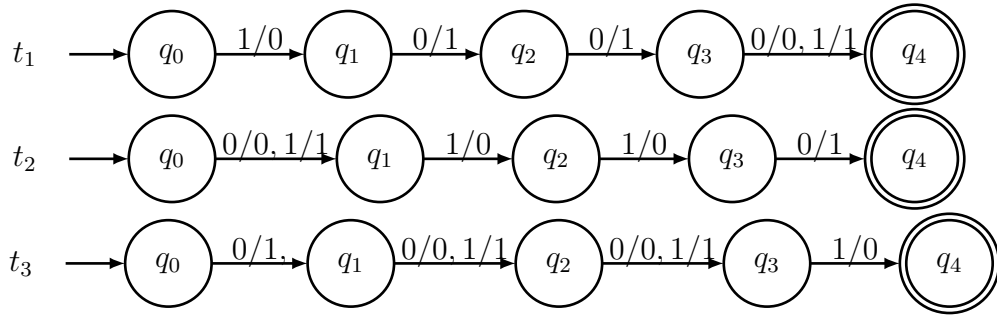 t₁ q₀ 1/0 q₁ 0/1 q₂ 0/1 q₃ 0/0, 1/1 q₄
t₂ q₀ 0/0, 1/1 q₁ 1/0 q₂ 1/0 q₃ 0/1 q₄
t₃ q₀ 0/1, q₁ 0/0, 1/1 q₂ 0/0, 1/1 q₃ 1/0 q₄